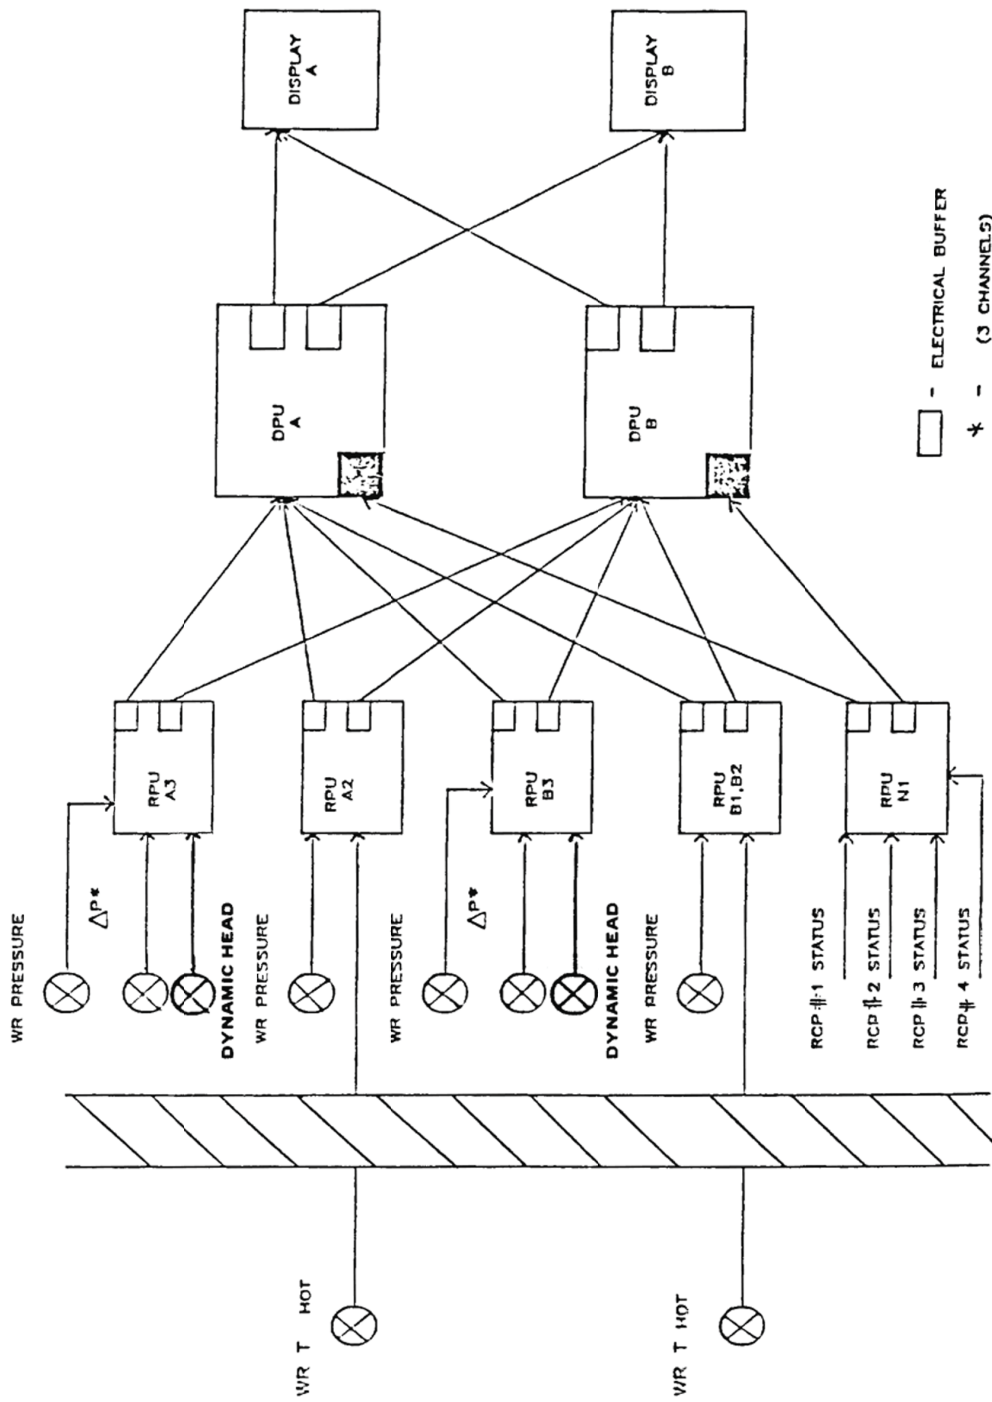 DISPLAY
A
DISPLAY
B
DPU
A
DPU
B
- ELECTRICAL BUFFER
* - (3 CHANNELS)
RPU
A3
RPU
A2
RPU
B3
RPU
B1,B2
RPU
N1
WR PRESSURE
ΔP*
DYNAMIC HEAD
WR PRESSURE
WR PRESSURE
ΔP*
DYNAMIC HEAD
WR PRESSURE
RCP # 1 STATUS
RCP # 2 STATUS
RCP # 3 STATUS
RCP # 4 STATUS
WR T HOT
WR T HOT